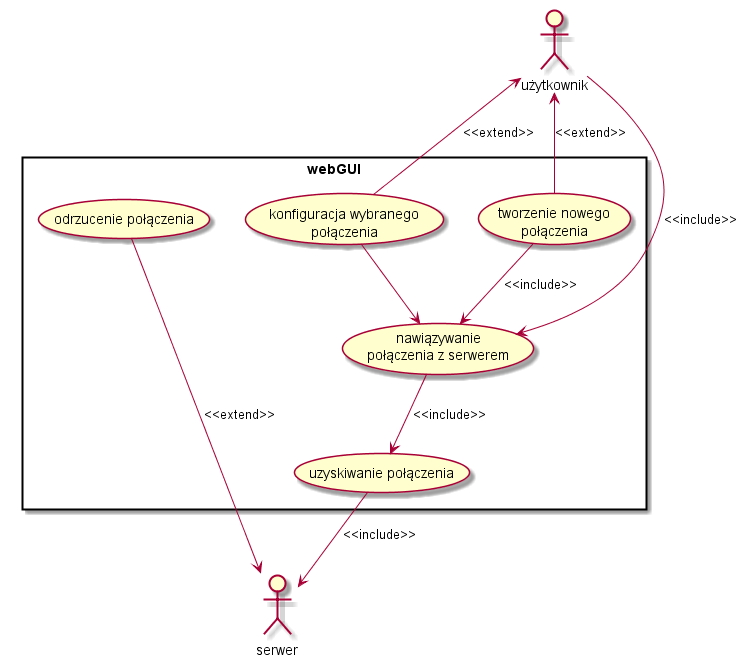 użytkownik
<<extend>>
<<extend>>
webGUI
odrzucenie połączenia
konfiguracja wybranego
połączenia
tworzenie nowego
połączenia
<<include>>
<<include>>
nawiązywanie
połączenia z serwerem
<<extend>>
<<include>>
uzyskiwanie połączenia
<<include>>
serwer